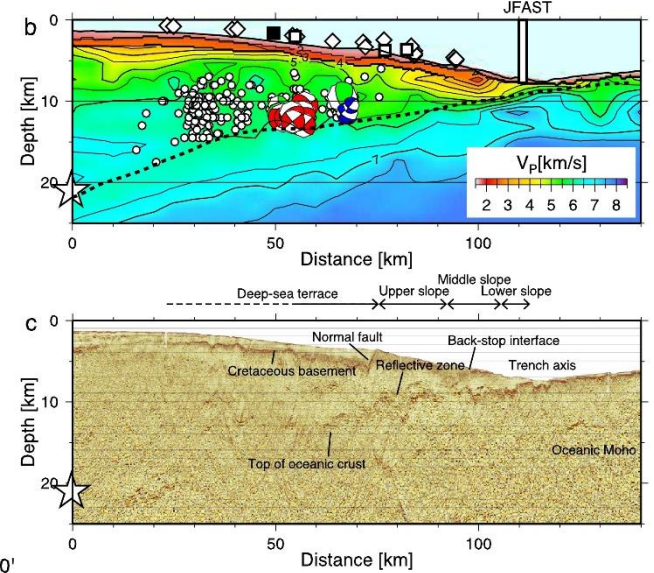 JFAST
b
0
10
20
Depth [km]
5
3
4
2
7
Vp[km/s]
2 3 4 5 6 7 8
0 50 100
Distance [km]
Deep-sea terrace
Upper slope
Middle slope
Lower slope
c
0
10
20
Depth [km]
Normal fault
Back-stop interface
Cretaceous basement
Reflective zone
Trench axis
Top of oceanic crust
Oceanic Moho
0 50 100
Distance [km]
0'